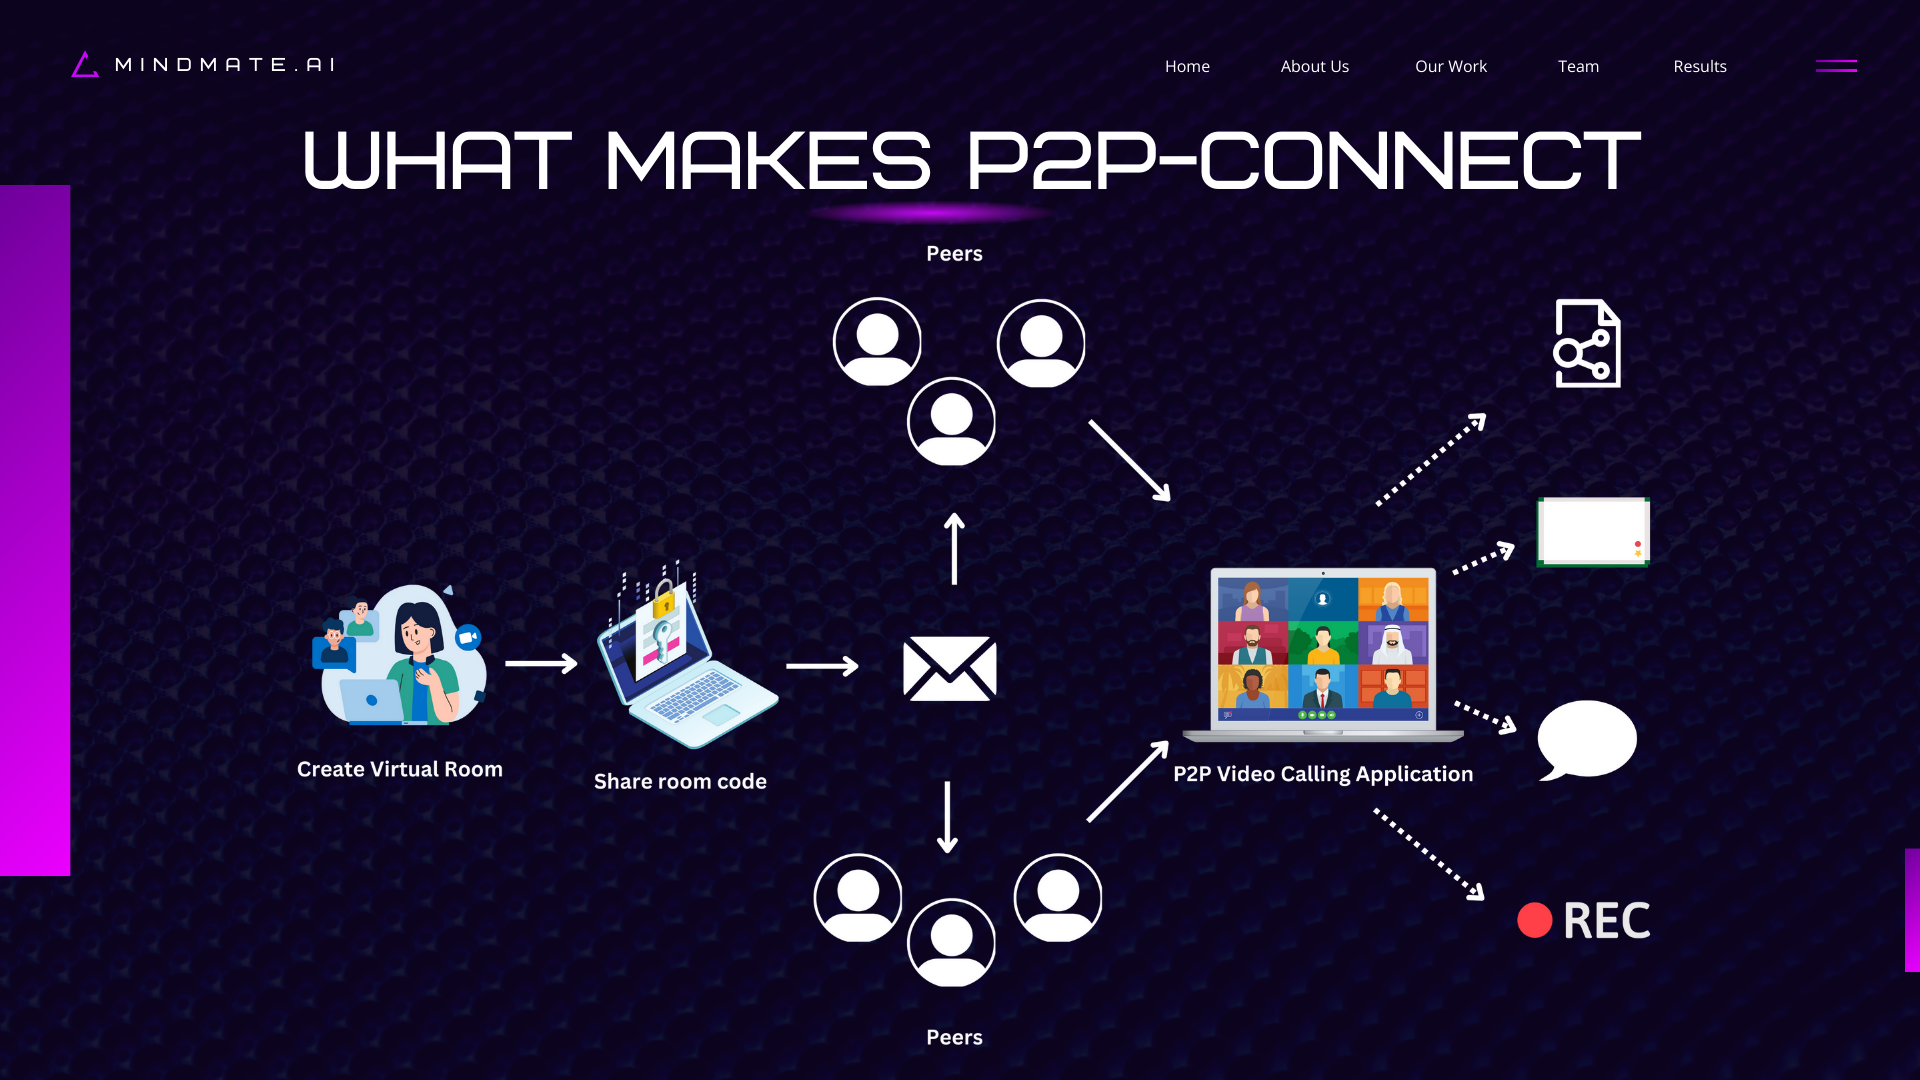 MINDMATE.AI
Home
About Us
Our Work
Team
Results
WHAT MAKES P2P-CONNECT
Peers
Create Virtual Room
Share room code
P2P Video Calling Application
REC
Peers